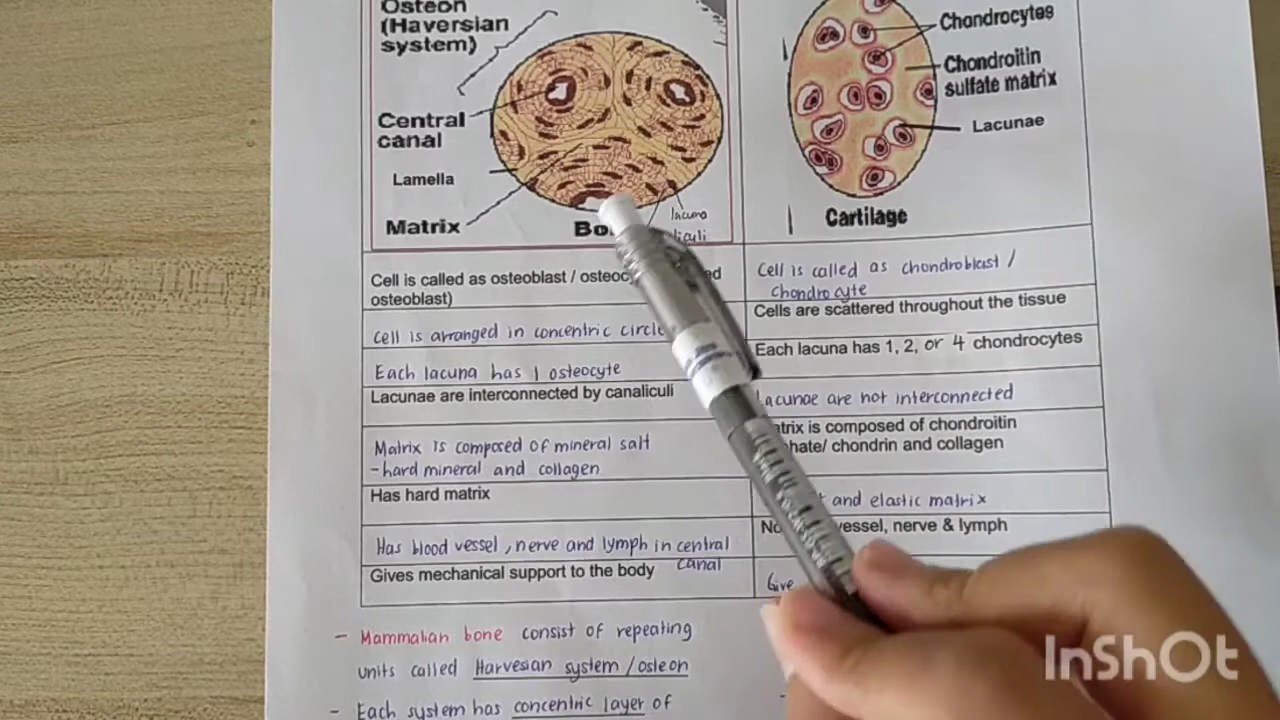 Osteon
(Haversian
system)
Central
canal
Lamella
Matrix
lacuna
Chondrocytes
Chondroitin
sulfate matrix
Lacunae
Cartilage
Cell is called as osteoblast /
osteoblast)
Cell is arranged in concentric
Each lacuna has 1 osteocyte
Lacunae are interconnected by canaliculi
Matrix is composed of mineral salt
-hard mineral and collagen
Has hard matrix
Has blood vessel, nerve and lymph in central
canal
Gives mechanical support to the body
Cell is called as chondroblast /
chondrocyte
Cells are scattered throughout the tissue
Each lacuna has 1, 2, or 4 chondrocytes
Lacunae are not interconnected
is composed of chondroitin
chondrin and collagen
and elastic matrix
vessel, nerve & lymph
- Mammalian bone consist of repeating
units called Harvesian system/osteon
- Each system has concentric layer of
InShOt